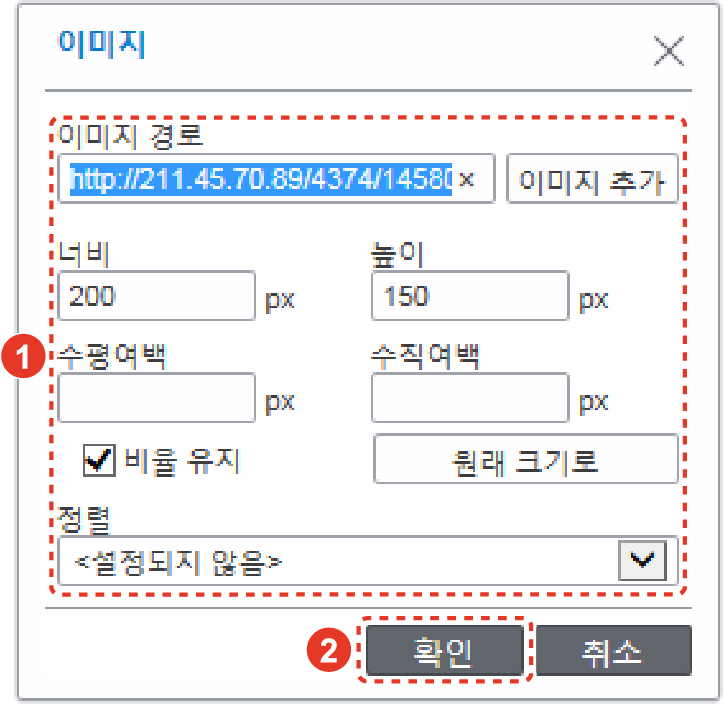 이미지
이미지 경로
http://211.45.70.89/4374/1458 × 이미지 추가
너비 높이
200 px 150 px
1
수평여백 수직여백
px px
비율 유지 원래 크기로
정렬
<설정되지 않음>
2 확인 취소